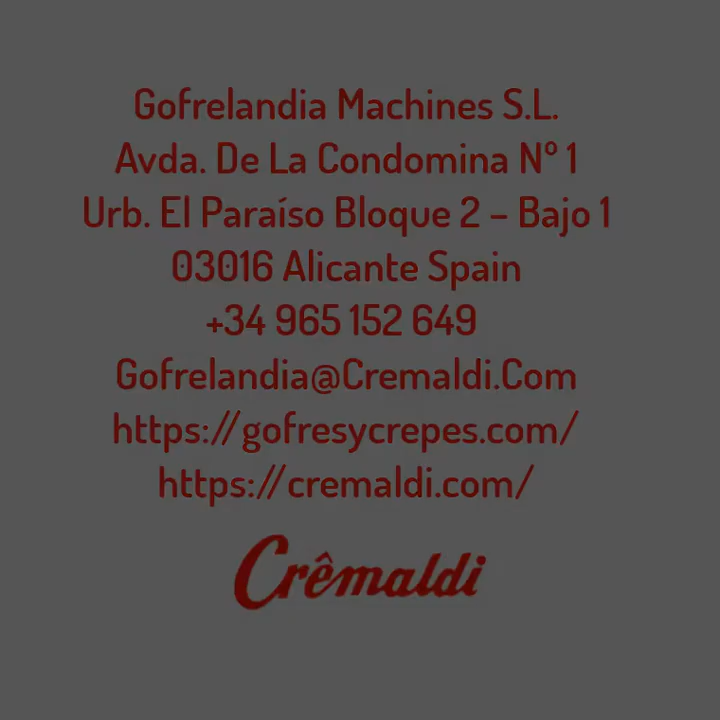 Gofrelandia Machines S.L.
Avda. De La Condomina Nº 1
Urb. El Paraíso Bloque 2 – Bajo 1
03016 Alicante Spain
+34 965 152 649
Gofrelandia@Cremaldi.Com
https://gofresycrepes.com/
https://cremaldi.com/
Crêmaldi